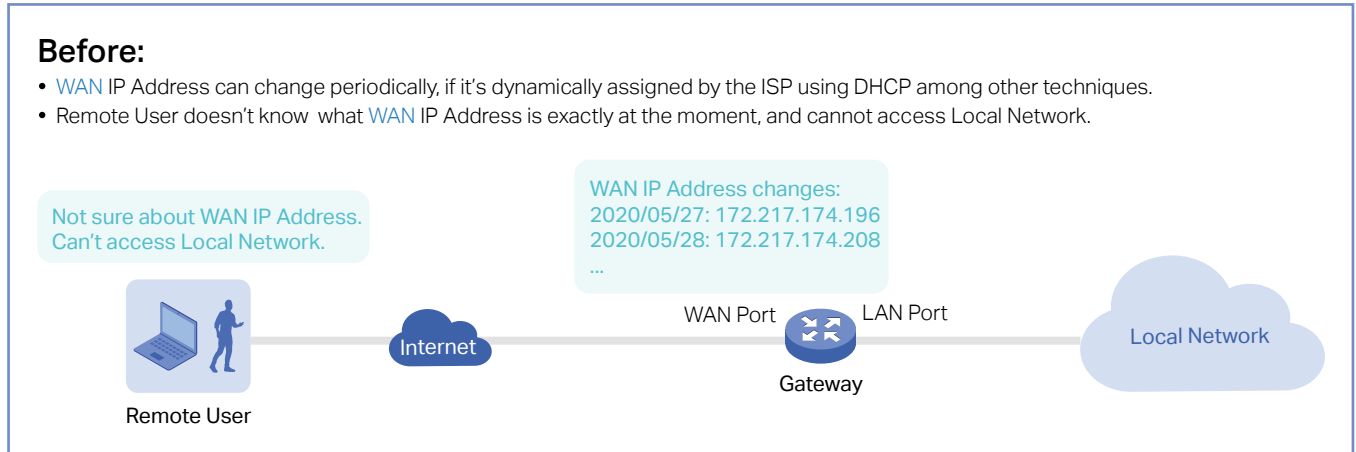 Before:
• WAN IP Address can change periodically, if it's dynamically assigned by the ISP using DHCP among other techniques.
• Remote User doesn't know what WAN IP Address is exactly at the moment, and cannot access Local Network.
Not sure about WAN IP Address.
Can't access Local Network.
WAN IP Address changes:
2020/05/27: 172.217.174.196
2020/05/28: 172.217.174.208
...
WAN Port
LAN Port
Internet
Local Network
Gateway
Remote User